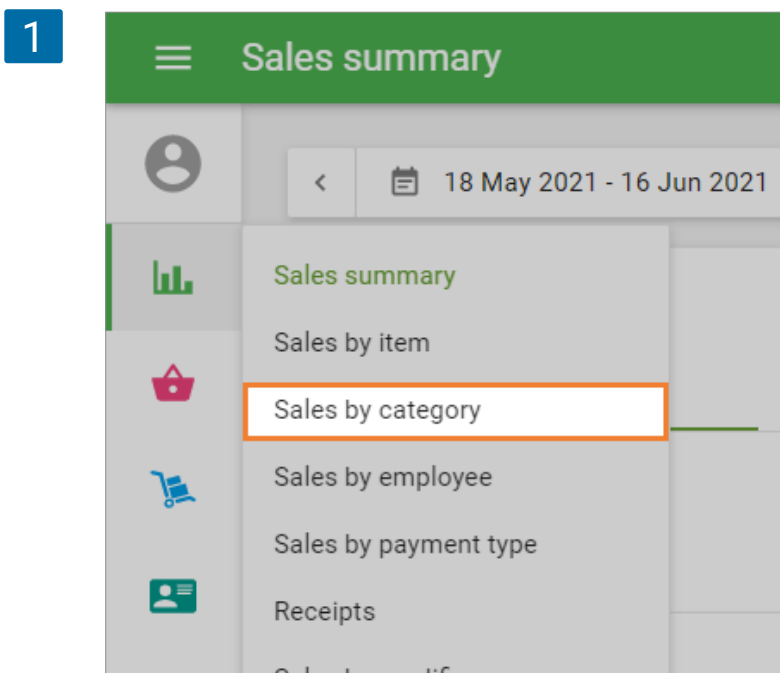 1
Sales summary
18 May 2021 - 16 Jun 2021
Sales summary
Sales by item
Sales by category
Sales by employee
Sales by payment type
Receipts